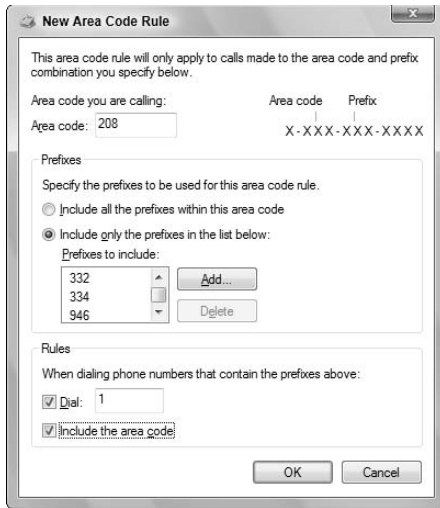 New Area Code Rule
This area code rule will only apply to calls made to the area code and prefix
combination you specify below.
Area code you are calling:
Area code: 208
Area code Prefix
X-XXX-XXX-XXXX
Prefixes
Specify the prefixes to be used for this area code rule.
Include all the prefixes within this area code
Include only the prefixes in the list below:
Prefixes to include:
332
334
946
Add...
Delete
Rules
When dialing phone numbers that contain the prefixes above:
Dial: 1
Include the area code
OK
Cancel